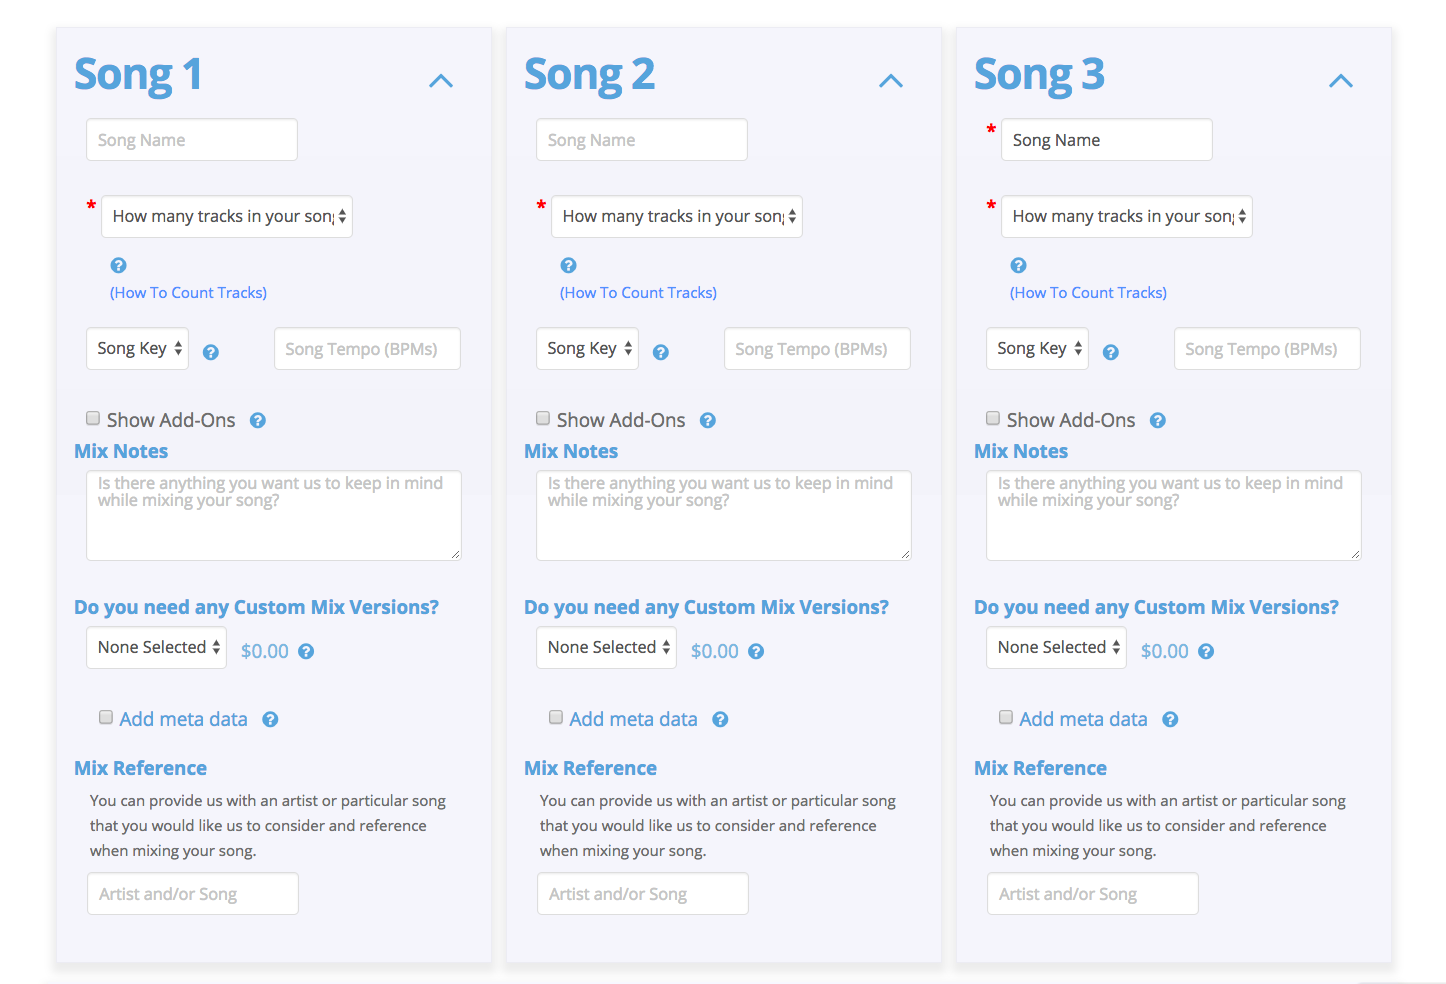 Song 1
Song Name
* How many tracks in your song
?
(How To Count Tracks)
Song Key ? Song Tempo (BPMs)
Show Add-Ons ?
Mix Notes
Is there anything you want us to keep in mind
while mixing your song?
Do you need any Custom Mix Versions?
None Selected $0.00 ?
Add meta data ?
Mix Reference
You can provide us with an artist or particular song
that you would like us to consider and reference
when mixing your song.
Artist and/or Song
Song 2
Song Name
* How many tracks in your song
?
(How To Count Tracks)
Song Key ? Song Tempo (BPMs)
Show Add-Ons ?
Mix Notes
Is there anything you want us to keep in mind
while mixing your song?
Do you need any Custom Mix Versions?
None Selected $0.00 ?
Add meta data ?
Mix Reference
You can provide us with an artist or particular song
that you would like us to consider and reference
when mixing your song.
Artist and/or Song
Song 3
* Song Name
* How many tracks in your song
?
(How To Count Tracks)
Song Key ? Song Tempo (BPMs)
Show Add-Ons ?
Mix Notes
Is there anything you want us to keep in mind
while mixing your song?
Do you need any Custom Mix Versions?
None Selected $0.00 ?
Add meta data ?
Mix Reference
You can provide us with an artist or particular song
that you would like us to consider and reference
when mixing your song.
Artist and/or Song